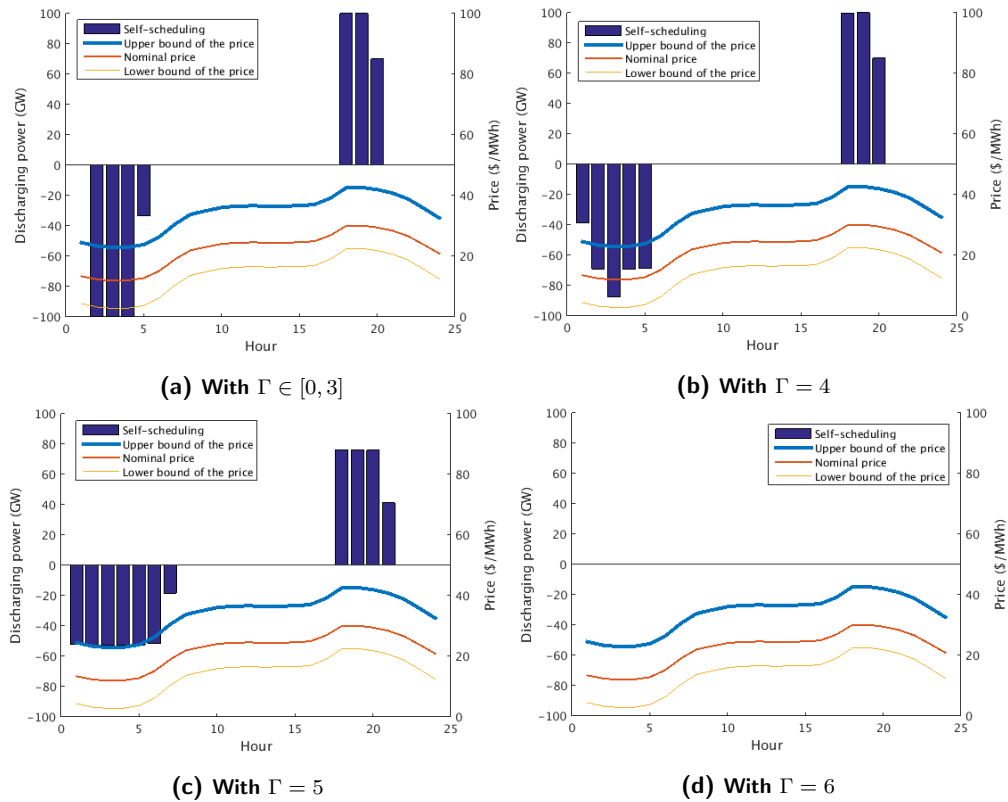 Self-scheduling
Upper bound of the price
Nominal price
Lower bound of the price
Discharging power (GW)
100
80
60
40
20
0
-20
-40
-60
-80
-100
Price ($/MWh)
100
80
60
40
20
0
0 5 10 15 20 25
Hour
(a) With Γ ∈ [0, 3]
Self-scheduling
Upper bound of the price
Nominal price
Lower bound of the price
Discharging power (GW)
100
80
60
40
20
0
-20
-40
-60
-80
-100
Price ($/MWh)
100
80
60
40
20
0
0 5 10 15 20 25
Hour
(b) With Γ = 4
Self-scheduling
Upper bound of the price
Nominal price
Lower bound of the price
Discharging power (GW)
100
80
60
40
20
0
-20
-40
-60
-80
-100
Price ($/MWh)
100
80
60
40
20
0
0 5 10 15 20 25
Hour
(c) With Γ = 5
Self-scheduling
Upper bound of the price
Nominal price
Lower bound of the price
Discharging power (GW)
100
80
60
40
20
0
-20
-40
-60
-80
-100
Price ($/MWh)
100
80
60
40
20
0
0 5 10 15 20 25
Hour
(d) With Γ = 6